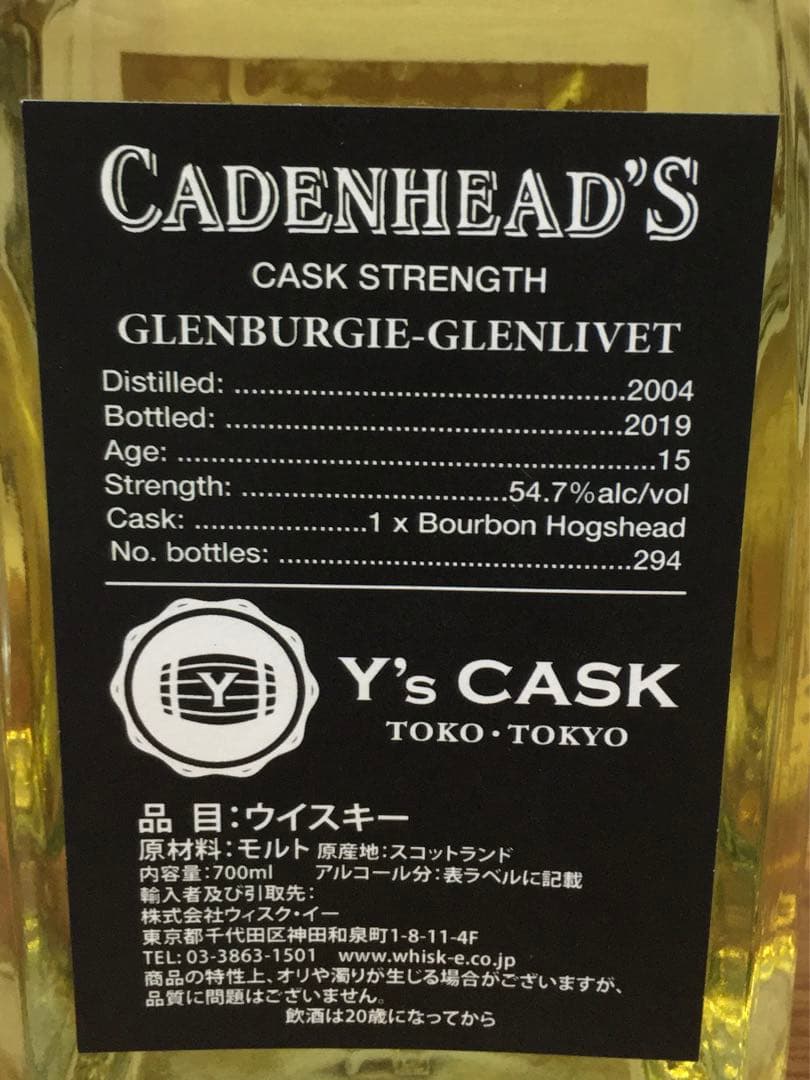 CADENHEAD'S
CASK STRENGTH
GLENBURGIE-GLENLIVET
Distilled: ................................................2004
Bottled: .................................................2019
Age: ...........................................................15
Strength: .................................54.7%alc/vol
Cask: .....................1 x Bourbon Hogshead
No. bottles: ...........................................294
Y
Y's CASK
TOKO・TOKYO
品 目：ウイスキー
原材料：モルト 原産地：スコットランド
内容量：700ml アルコール分：表ラベルに記載
輸入者及び引取先：
株式会社ウィスク・イー
東京都千代田区神田和泉町1-8-11-4F
TEL: 03-3863-1501 www.whisk-e.co.jp
商品の特性上、オリや濁りが生じる場合がございますが、
品質に問題はございません。
飲酒は20歳になってから